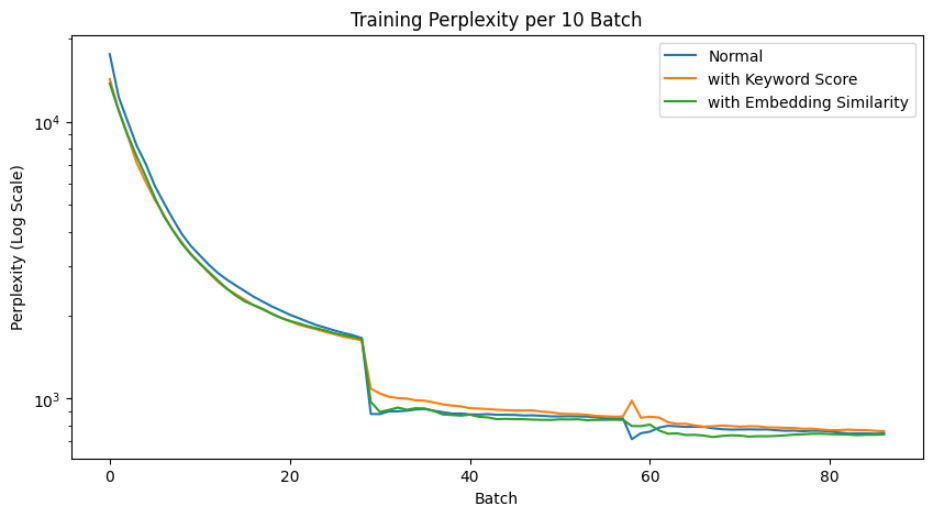 Training Perplexity per 10 Batch
Normal
with Keyword Score
with Embedding Similarity
Perplexity (Log Scale)
10^4
10^3
0 20 40 60 80
Batch